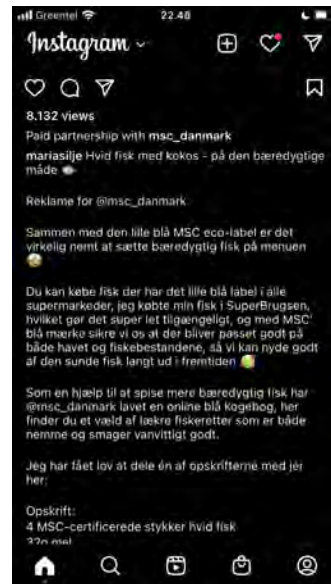 Greentel
22.48
Instagram
8.132 views
Paid partnership with msc_danmark
mariasilje Hvid fisk med kokos - på den bæredygtige
måde
Reklame for @msc_danmark
Sammen med den lille blå MSC eco-label er det
virkelig nemt at sætte bæredygtig fisk på menuen
Du kan købe fisk der har det lille blå label i alle
supermarkeder, jeg købte min fisk i SuperBrugsen,
hvilket gør det super let tilgængeligt, og med MSC'
blå mærke sikre vi os at der bliver passet godt på
både havet og fiskebestandene, så vi kan nyde godt
af den sunde fisk langt ud i fremtiden
Som en hjælp til at spise mere bæredygtig fisk har
@msc_danmark lavet en online blå kogebog, her
finder du et væld af lækre fiskeretter som er både
nemme og smager vanvittigt godt.
Jeg har fået lov at dele én af opskrifterne med jer
her:
Opskrift:
4 MSC-certificerede stykker hvid fisk
32g mel